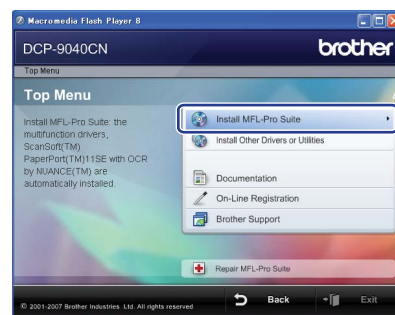 Macromedia Flash Player 8
DCP-9040CN
brother
Top Menu
Top Menu
Install MFL-Pro Suite: the
multifunction drivers,
ScanSoft(TM)
PaperPort(TM)11SE with OCR
by NUANCE(TM) are
automatically installed.
Install MFL-Pro Suite
Install Other Drivers or Utilities
Documentation
On-Line Registration
Brother Support
Repair MFL-Pro Suite
© 2001-2007 Brother Industries Ltd. All rights reserved
Back
Exit